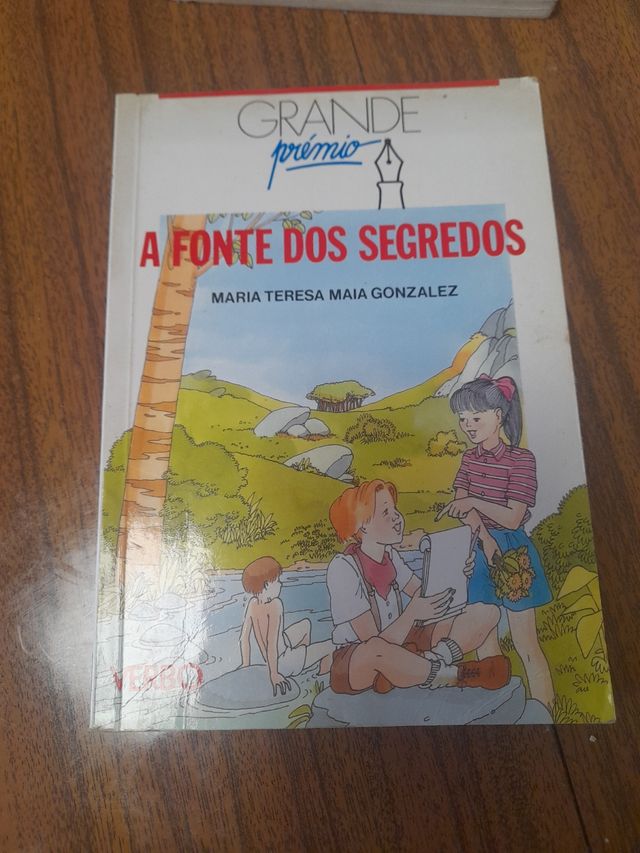 GRANDE
prémio
A FONTE DOS SEGREDOS
MARIA TERESA MAIA GONZALEZ
VERBO